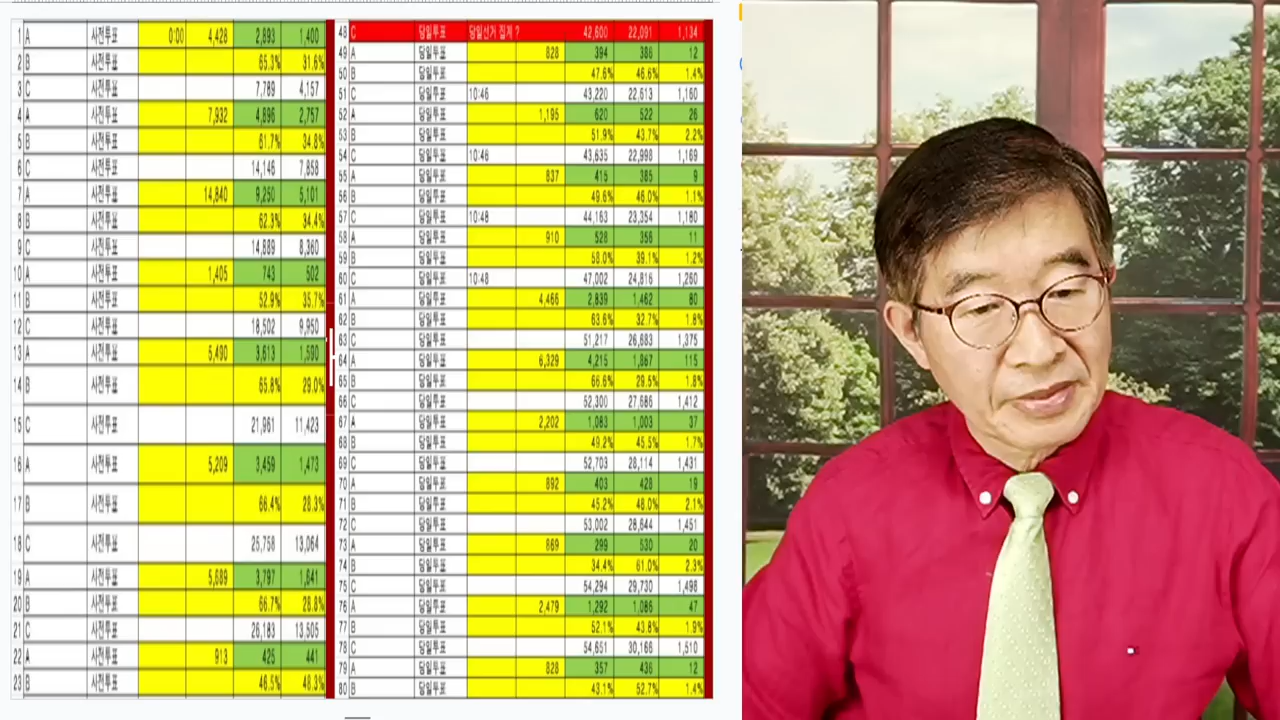 1 A 사전투표 0:00 4,428 2,893 1,400
2 B 사전투표 65.3% 31.6%
3 C 사전투표 7,789 4,157
4 A 사전투표 7,932 4,896 2,757
5 B 사전투표 61.7% 34.8%
6 C 사전투표 14,146 7,858
7 A 사전투표 14,840 9,250 5,101
8 B 사전투표 62.3% 34.4%
9 C 사전투표 14,889 8,360
10 A 사전투표 1,405 743 502
11 B 사전투표 52.9% 35.7%
12 C 사전투표 18,502 9,950
13 A 사전투표 5,490 3,613 1,590
14 B 사전투표 65.8% 29.0%
15 C 사전투표 21,961 11,423
16 A 사전투표 5,209 3,459 1,473
17 B 사전투표 66.4% 28.3%
18 C 사전투표 25,758 13,064
19 A 사전투표 5,689 3,797 1,641
20 B 사전투표 66.7% 28.8%
21 C 사전투표 26,183 13,505
22 A 사전투표 913 425 441
23 B 사전투표 46.5% 48.3%
48 C 당일투표 당일선거 집계 ? 42,600 22,091 1,134
49 A 당일투표 828 394 386 12
50 B 당일투표 47.6% 46.6% 1.4%
51 C 당일투표 10:46 43,220 22,613 1,160
52 A 당일투표 1,195 620 522 26
53 B 당일투표 51.9% 43.7% 2.2%
54 C 당일투표 10:46 43,635 22,998 1,169
55 A 당일투표 837 415 385 9
56 B 당일투표 49.6% 46.0% 1.1%
57 C 당일투표 10:48 44,163 23,354 1,180
58 A 당일투표 910 528 356 11
59 B 당일투표 58.0% 39.1% 1.2%
60 C 당일투표 10:48 47,002 24,816 1,260
61 A 당일투표 4,466 2,839 1,462 80
62 B 당일투표 63.6% 32.7% 1.8%
63 C 당일투표 51,217 26,683 1,375
64 A 당일투표 6,329 4,215 1,867 115
65 B 당일투표 66.6% 29.5% 1.8%
66 C 당일투표 52,300 27,686 1,412
67 A 당일투표 2,202 1,083 1,003 37
68 B 당일투표 49.2% 45.5% 1.7%
69 C 당일투표 52,703 28,114 1,431
70 A 당일투표 892 403 428 19
71 B 당일투표 45.2% 48.0% 2.1%
72 C 당일투표 53,002 28,644 1,451
73 A 당일투표 869 299 530 20
74 B 당일투표 34.4% 61.0% 2.3%
75 C 당일투표 54,294 29,730 1,498
76 A 당일투표 2,479 1,292 1,086 47
77 B 당일투표 52.1% 43.8% 1.9%
78 C 당일투표 54,651 30,166 1,510
79 A 당일투표 828 357 436 12
80 B 당일투표 43.1% 52.7% 1.4%